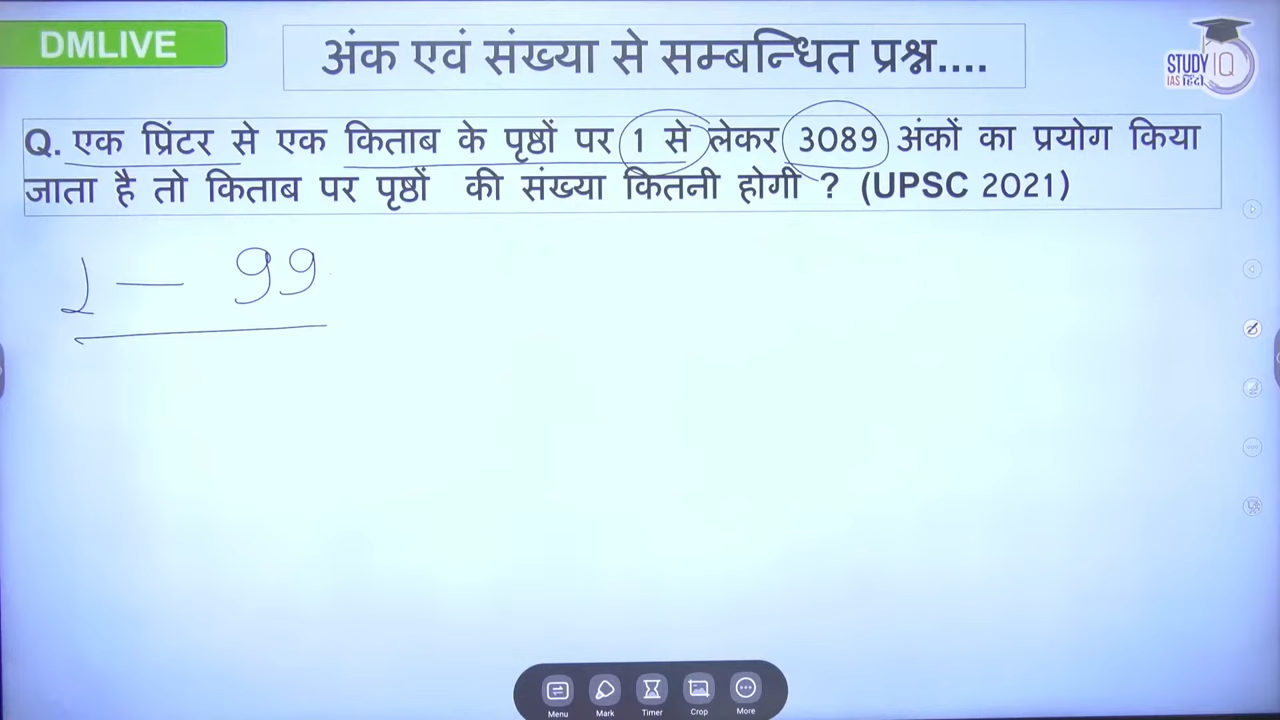 DMLIVE
अंक एवं संख्या से सम्बन्धित प्रश्न....
STUDY IQ
IAS हिंदी
Q. एक प्रिंटर से एक किताब के पृष्ठों पर 1 से लेकर 3089 अंकों का प्रयोग किया
जाता है तो किताब पर पृष्ठों की संख्या कितनी होगी ? (UPSC 2021)
1 — 99
Menu Mark Timer Crop More